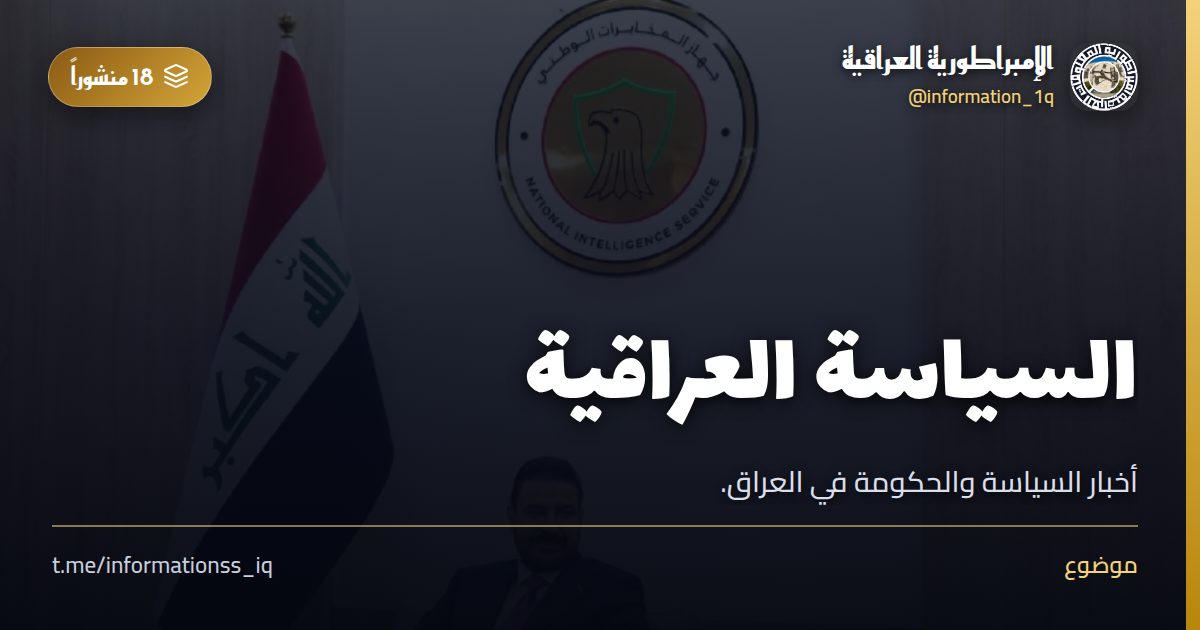 الإمبراطورية العراقية
@information_1q
18 منشوراً
جهاز المخابرات الوطني
NATIONAL INTELLIGENCE SERVICE
الله اكبر
السياسة العراقية
أخبار السياسة والحكومة في العراق.
موضوع
t.me/informationss_iq